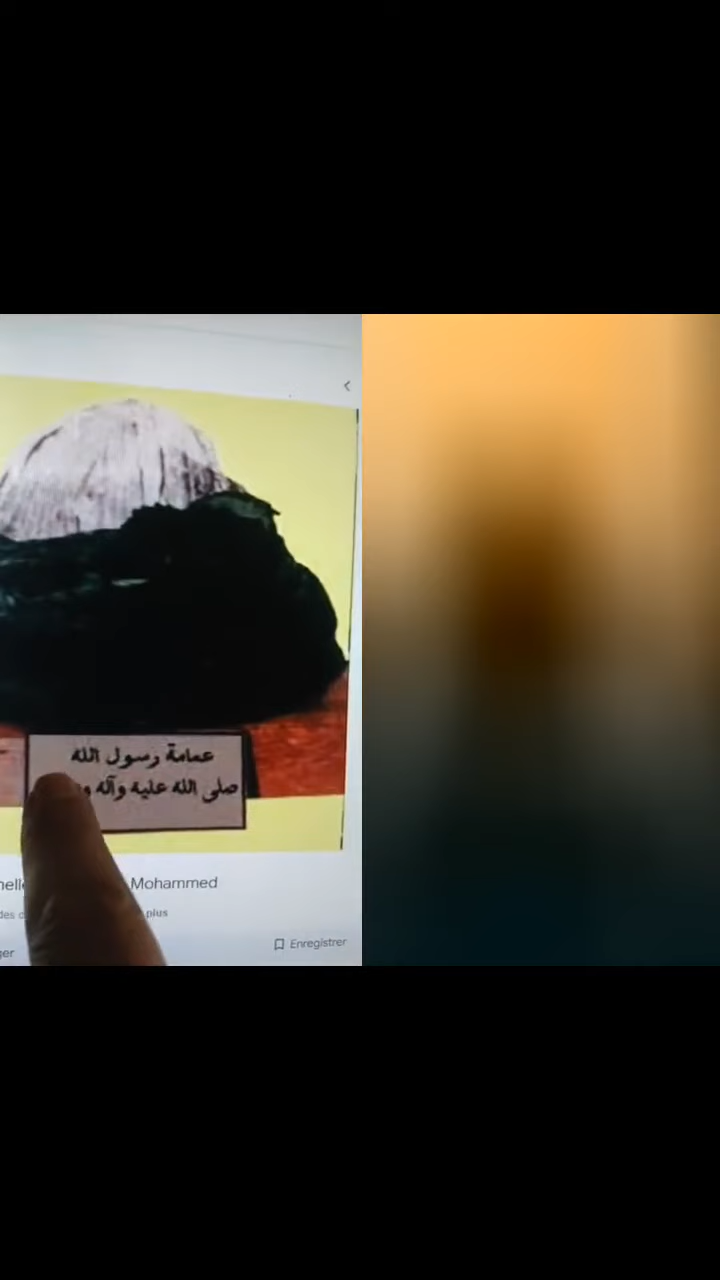 عمامة رسول الله
صلى الله عليه وآله
Mohammed
plus
Enregistrer